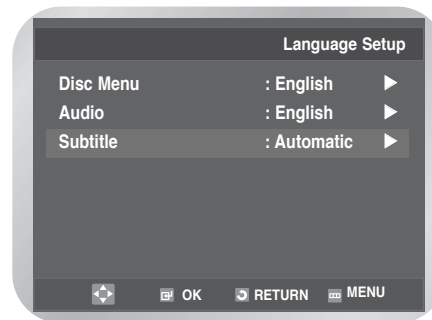 Language Setup
Disc Menu : English ▶
Audio : English ▶
Subtitle : Automatic ▶
OK RETURN MENU